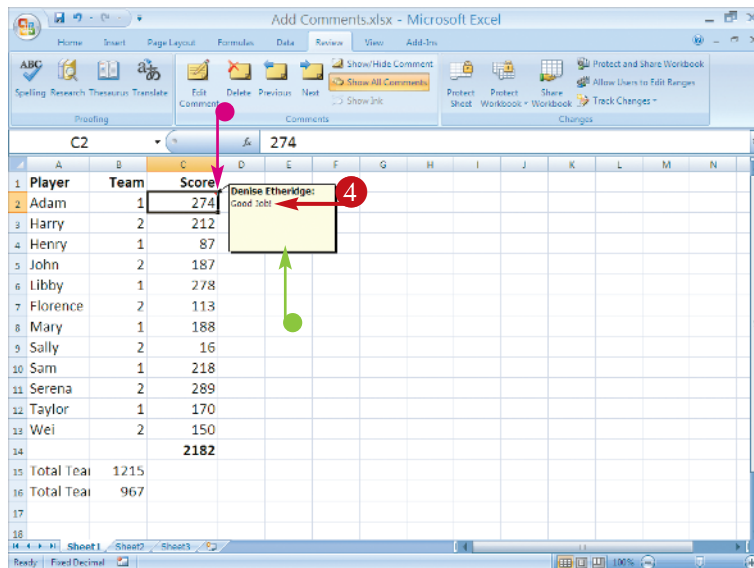 Add Comments.xlsx - Microsoft Excel
Home Insert Page Layout Formulas Data Review View Add-Ins
ABC
Spelling Research Thesaurus Translate
Proofing
Edit Comment Delete Previous Next
Show/Hide Comment
Show All Comments
Show Ink
Comments
Protect Sheet Protect Workbook Share Workbook
Protect and Share Workbook
Allow Users to Edit Ranges
Track Changes
Changes
C2 fx 274
A B C D E F G H I J K L M N
1 Player Team Score
2 Adam 1 274
3 Harry 2 212
4 Henry 1 87
5 John 2 187
6 Libby 1 278
7 Florence 2 113
8 Mary 1 188
9 Sally 2 16
10 Sam 1 218
11 Serena 2 289
12 Taylor 1 170
13 Wei 2 150
14 2182
15 Total Tea 1215
16 Total Tea 967
17
18
Denise Etheridge:
Good Job!
4
Sheet1 Sheet2 Sheet3
Ready Fixed Decimal 100%